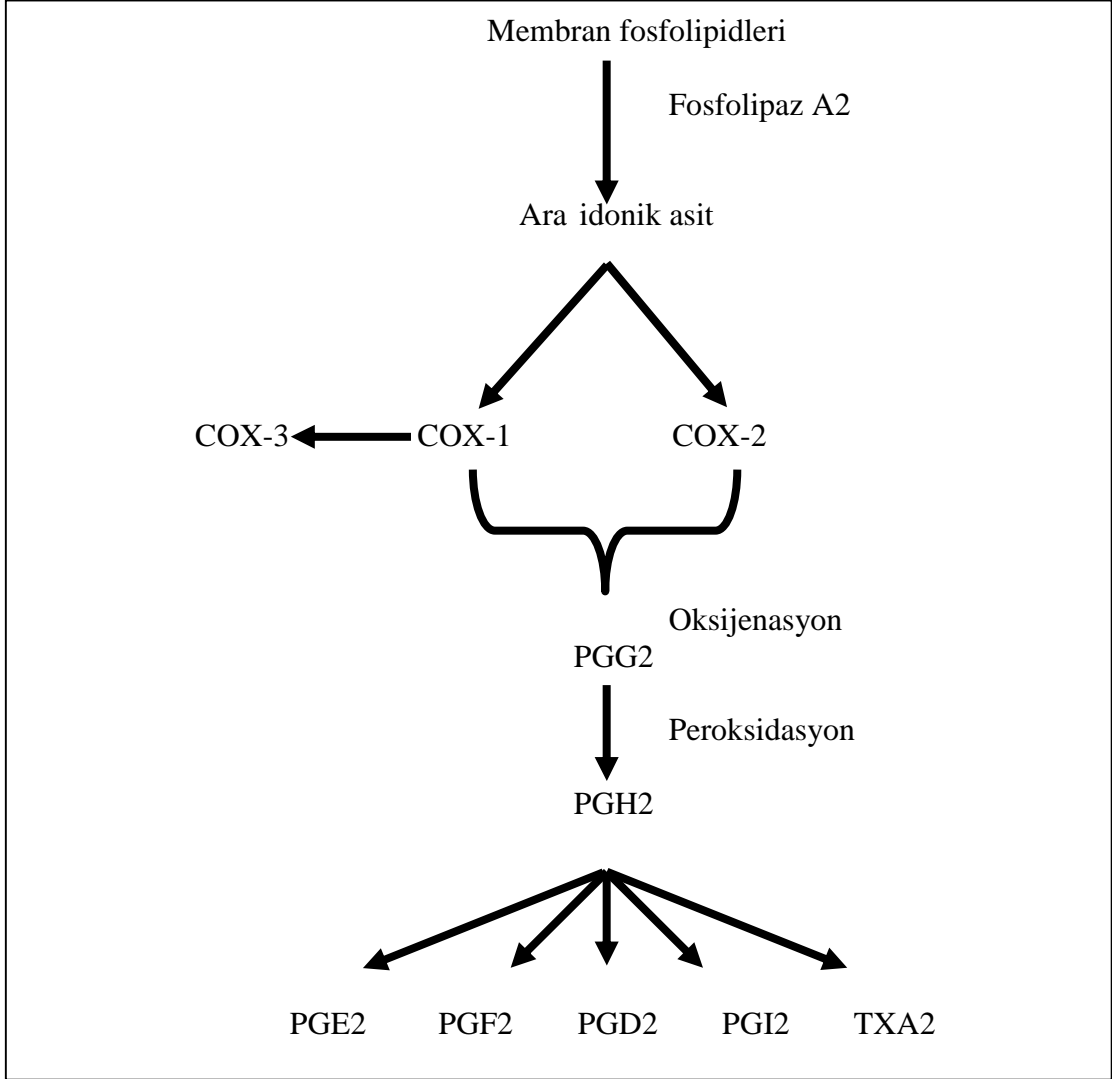 Membran fosfolipidleri
Fosfolipaz A2
Ara idonik asit
COX-3 COX-1 COX-2
Oksijenasyon
PGG2
Peroksidasyon
PGH2
PGE2 PGF2 PGD2 PGI2 TXA2